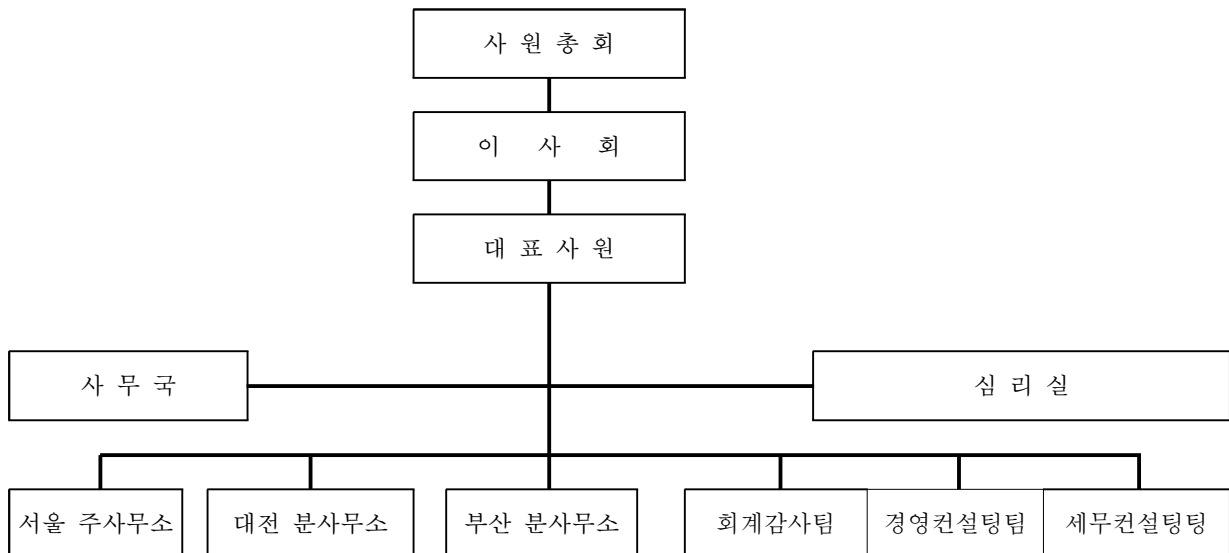 사 원 총 회
이 사 회
대 표 사 원
사 무 국
심 리 실
서울 주사무소
대전 분사무소
부산 분사무소
회계감사팀
경영컨설팅팀
세무컨설팅팅